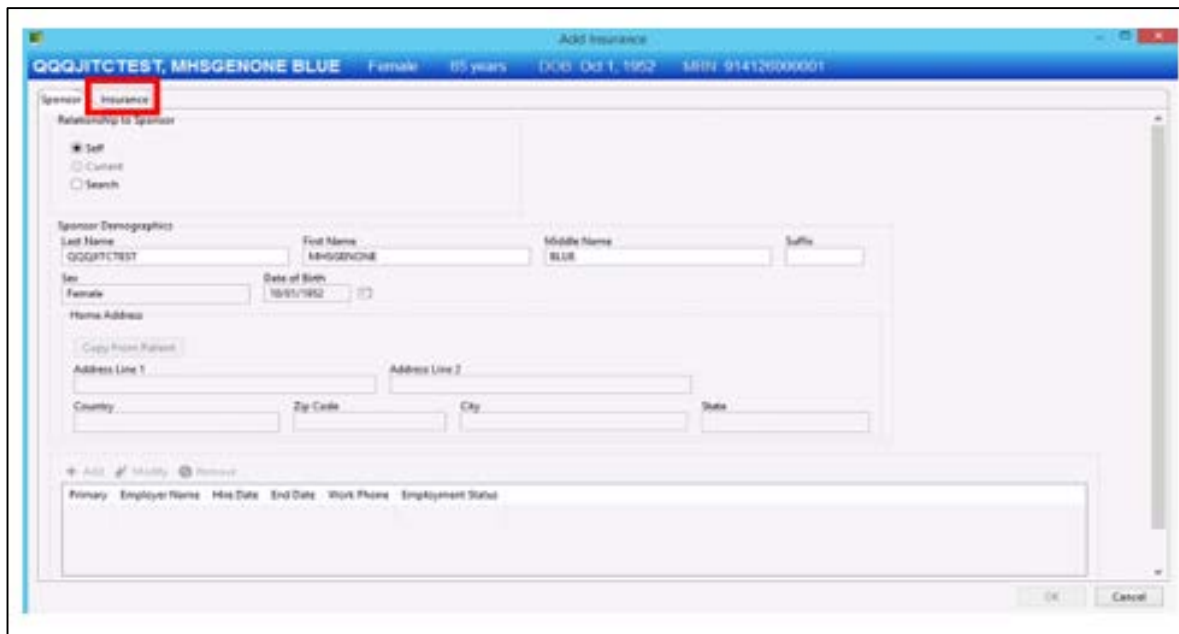 Add Insurance
QQQJITCTEST, MHSGENONE BLUE Female 65 years DOB: Oct 1, 1952 MRN: 914126000001
Sponsor Insurance
Relationship to Sponsor
Self
Current
Search
Sponsor Demographics
Last Name First Name Middle Name Suffix
QQQJITCTEST MHSGENONE BLUE
Sex Date of Birth
Female 10/01/1952
Home Address
Copy From Patient
Address Line 1 Address Line 2
Country Zip Code City State
Add Modify Remove
Primary Employer Name Hire Date End Date Work Phone Employment Status
OK Cancel